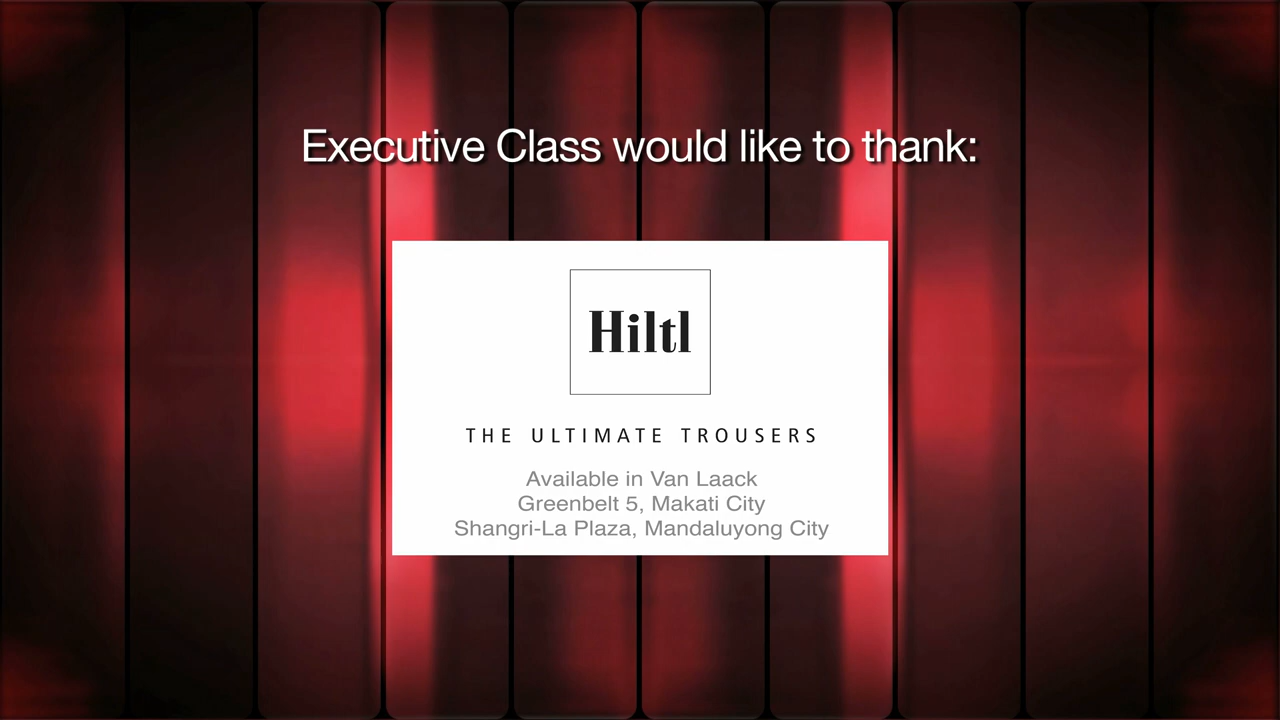 Executive Class would like to thank:
Hiltl
THE ULTIMATE TROUSERS
Available in Van Laack
Greenbelt 5, Makati City
Shangri-La Plaza, Mandaluyong City